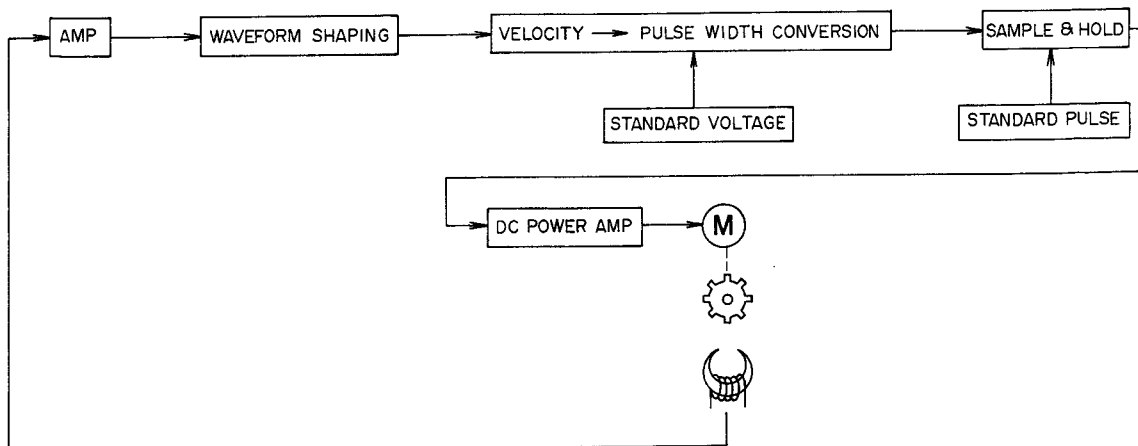 AMP
WAVEFORM SHAPING
VELOCITY → PULSE WIDTH CONVERSION
SAMPLE & HOLD
STANDARD VOLTAGE
STANDARD PULSE
DC POWER AMP
M